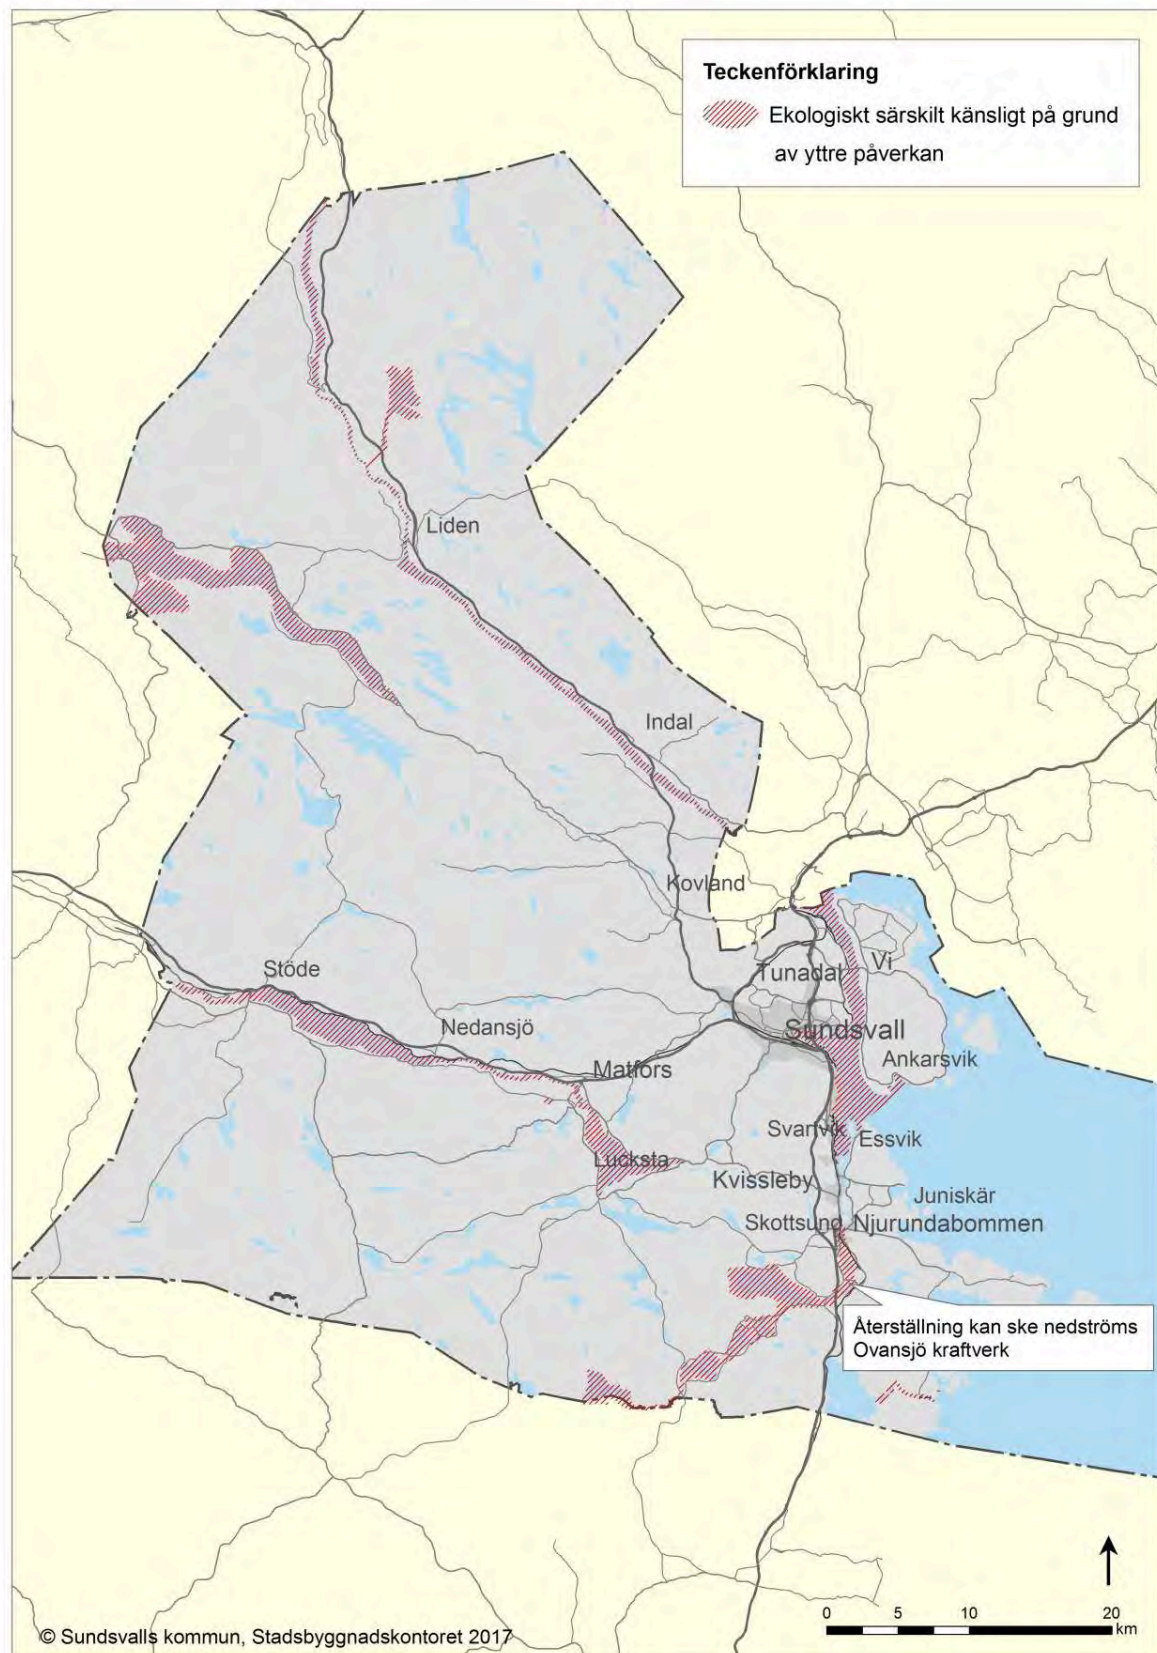 Teckenförklaring
Ekologiskt särskilt känsligt på grund
av yttre påverkan
Liden
Indal
Kovland
Stöde
Tunadal
Vi
Nedansjö
Sundsvall
Matfors
Ankarsvik
Svartvik
Essvik
Lucksta
Kvissleby
Juniskär
Skottsund
Njurundabommen
Återställning kan ske nedströms
Ovansjö kraftverk
0 5 10 20
km
© Sundsvalls kommun, Stadsbyggnadskontoret 2017